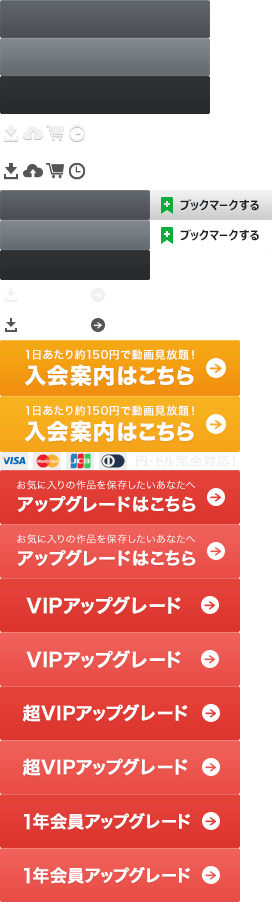 ブックマークする
ブックマークする
1日あたり約150円で動画見放題!
入会案内はこちら
1日あたり約150円で動画見放題!
入会案内はこちら
VISA MasterCard JCB 円・ドル完全対応!
お気に入りの作品を保存したいあなたへ
アップグレードはこちら
お気に入りの作品を保存したいあなたへ
アップグレードはこちら
VIPアップグレード
VIPアップグレード
超VIPアップグレード
超VIPアップグレード
1年会員アップグレード
1年会員アップグレード